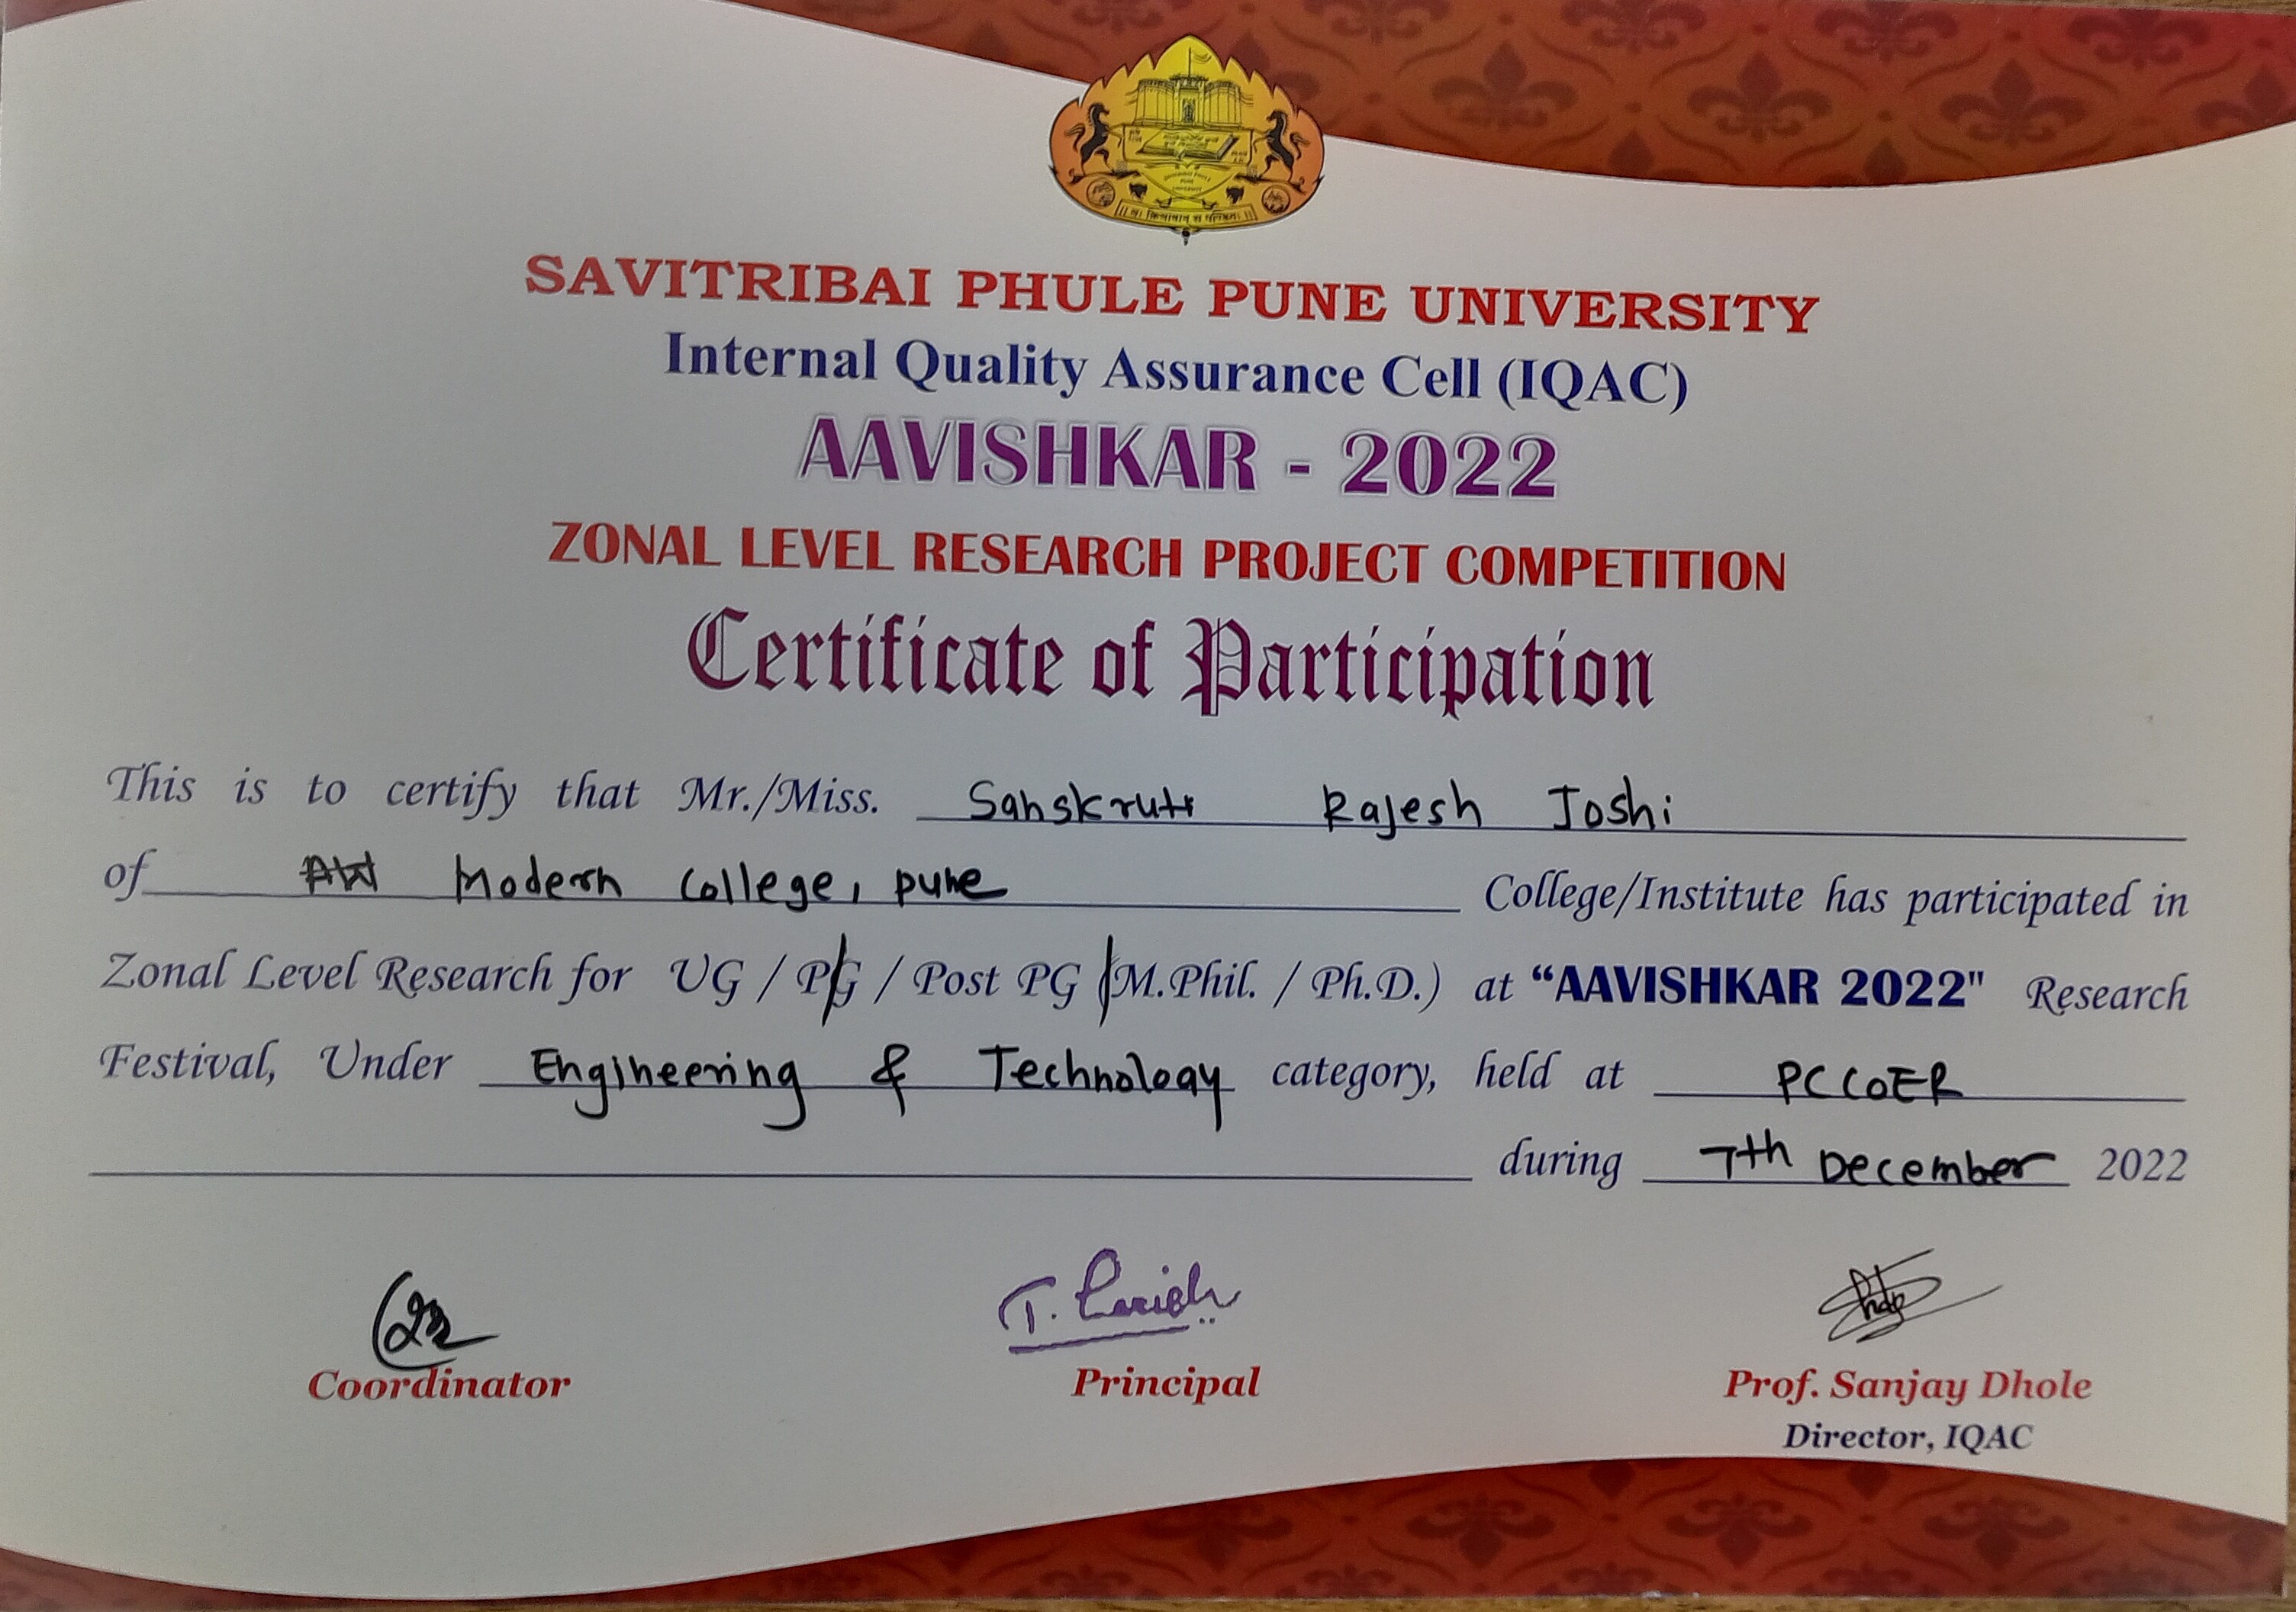 SAVITRIBAI PHULE PUNE UNIVERSITY
Internal Quality Assurance Cell (IQAC)
AAVISHKAR - 2022
ZONAL LEVEL RESEARCH PROJECT COMPETITION
Certificate of Participation
This is to certify that Mr./Miss. Sanskruti Rajesh Joshi
of Modern College, pune College/Institute has participated in
Zonal Level Research for UG / PG / Post PG (M.Phil. / Ph.D.) at “AAVISHKAR 2022" Research
Festival, Under Engineering & Technology category, held at PCCOER
during 7th December 2022
Coordinator
Principal
Prof. Sanjay Dhole
Director, IQAC